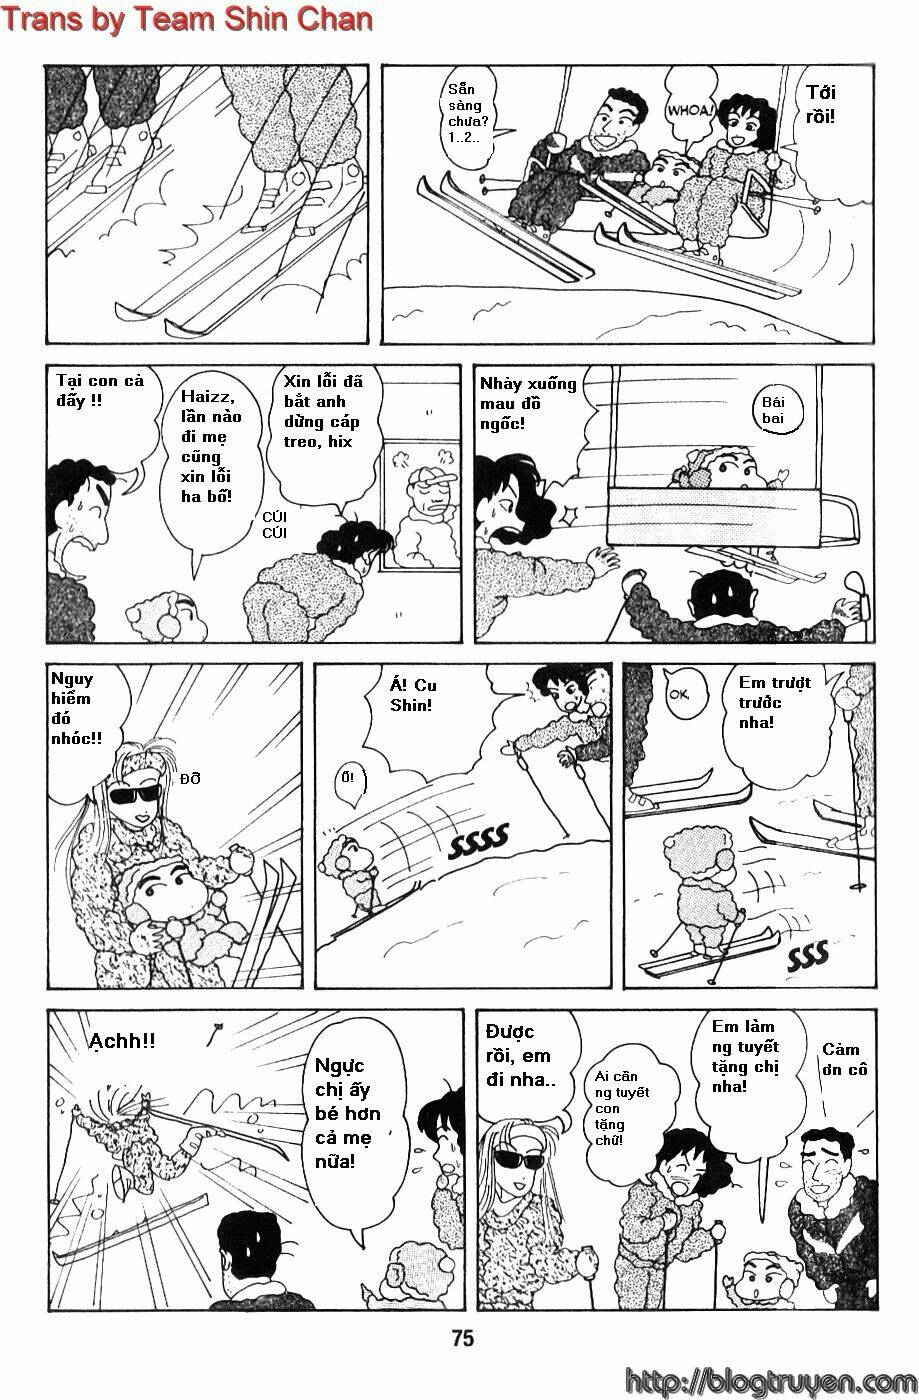 Trans by Team Shin Chan
Tới
rồi!
WHOA!
Sẵn
sàng
chưa?
1..2..
Bái
bai
Nhảy xuống
mau đồ
ngốc!
Xin lỗi đã
bắt anh
dừng cáp
treo, hix
CÚI
CÚI
Haizz,
lần nào
đi mẹ
cũng
xin lỗi
ha bố!
Tại con cả
đấy !!
Em trượt
trước
nha!
OK.
SSS
Á! Cu
Shin!
Ớ!
SSSS
Nguy
hiểm
đó
nhóc!!
ĐỠ
Cảm
ơn cô
Em làm
ng tuyết
tặng chị
nha!
Ai cần
ng tuyết
con
tặng
chứ!
Được
rồi, em
đi nha..
Ngực
chị ấy
bé hơn
cả mẹ
nữa!
Ạchh!!
75
http://blogtruyen.com